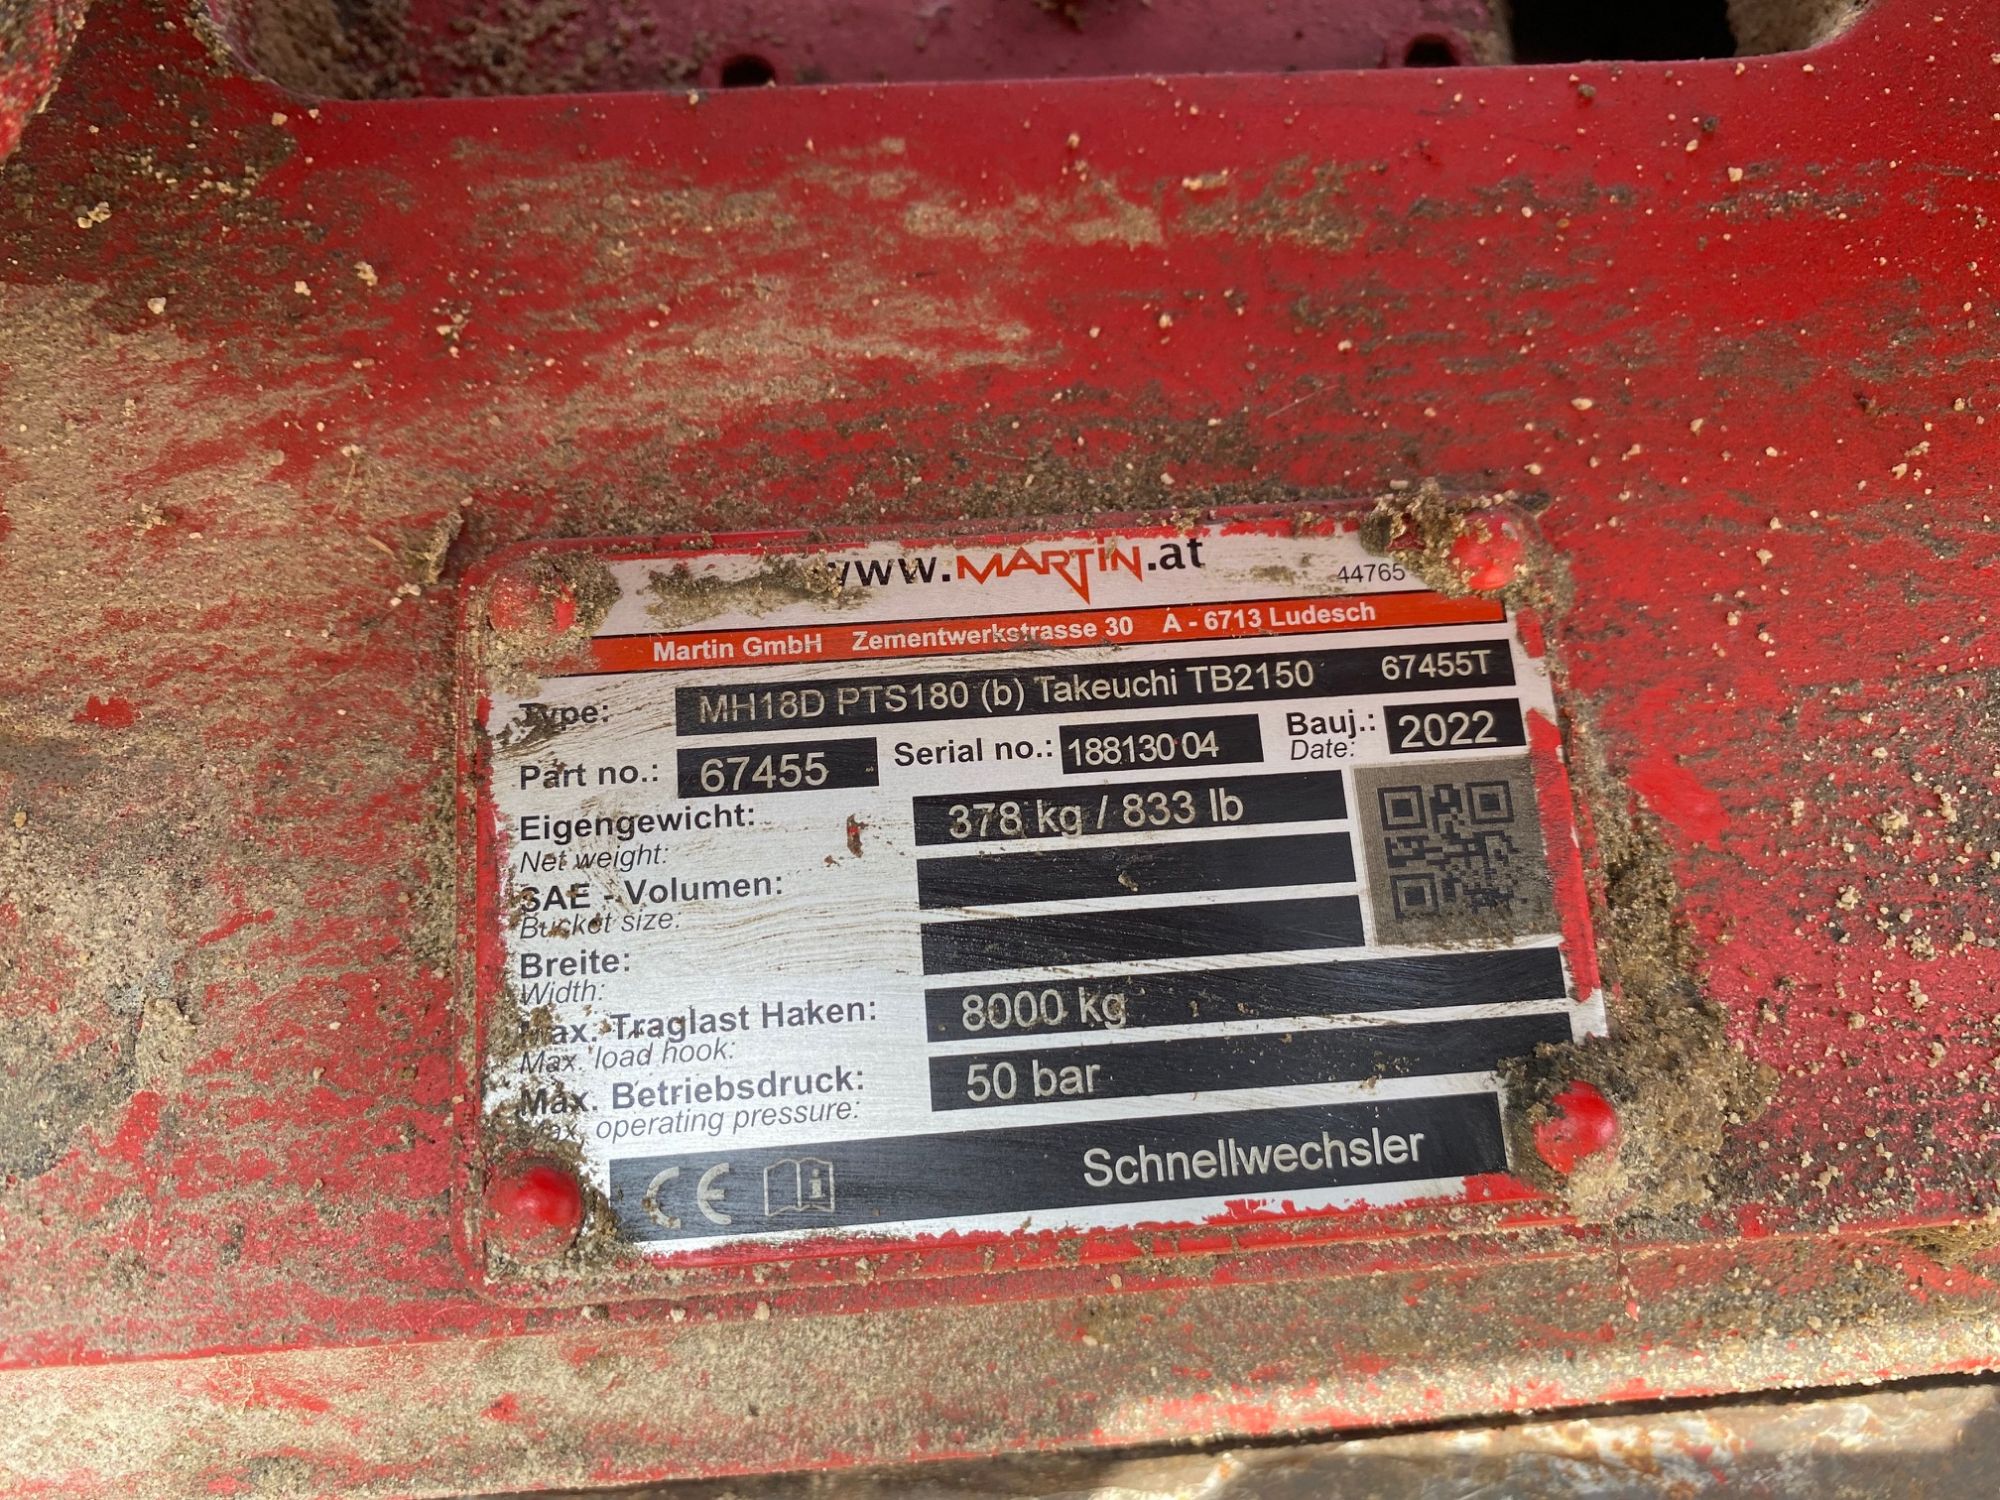 www.MARTIN.at 44765
Martin GmbH Zementwerkstrasse 30 A - 6713 Ludesch
Type: MH18D PTS180 (b) Takeuchi TB2150 67455T
Part no.: 67455 Serial no.: 188130 04 Bauj.: 2022
Date:
Eigengewicht: 378 kg / 833 lb
Net weight:
SAE - Volumen:
Bucket size:
Breite:
Width:
Max. Traglast Haken: 8000 kg
Max. load hook:
Max. Betriebsdruck: 50 bar
Max. operating pressure:
CE i Schnellwechsler